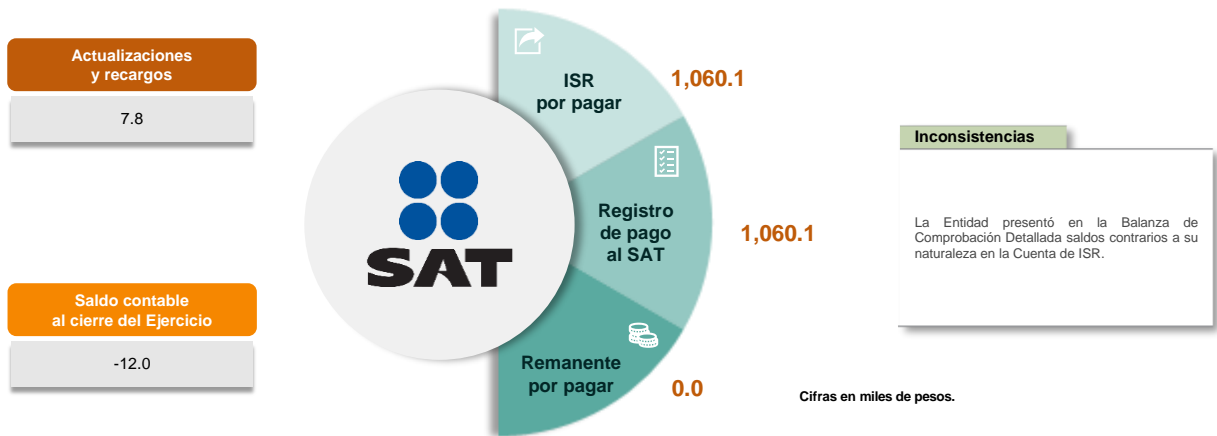 Actualizaciones
y recargos
7.8
Saldo contable
al cierre del Ejercicio
-12.0
SAT
ISR
por pagar
1,060.1
Registro
de pago
al SAT
1,060.1
Remanente
por pagar
0.0
Inconsistencias
La Entidad presentó en la Balanza de
Comprobación Detallada saldos contrarios a su
naturaleza en la Cuenta de ISR.
Cifras en miles de pesos.